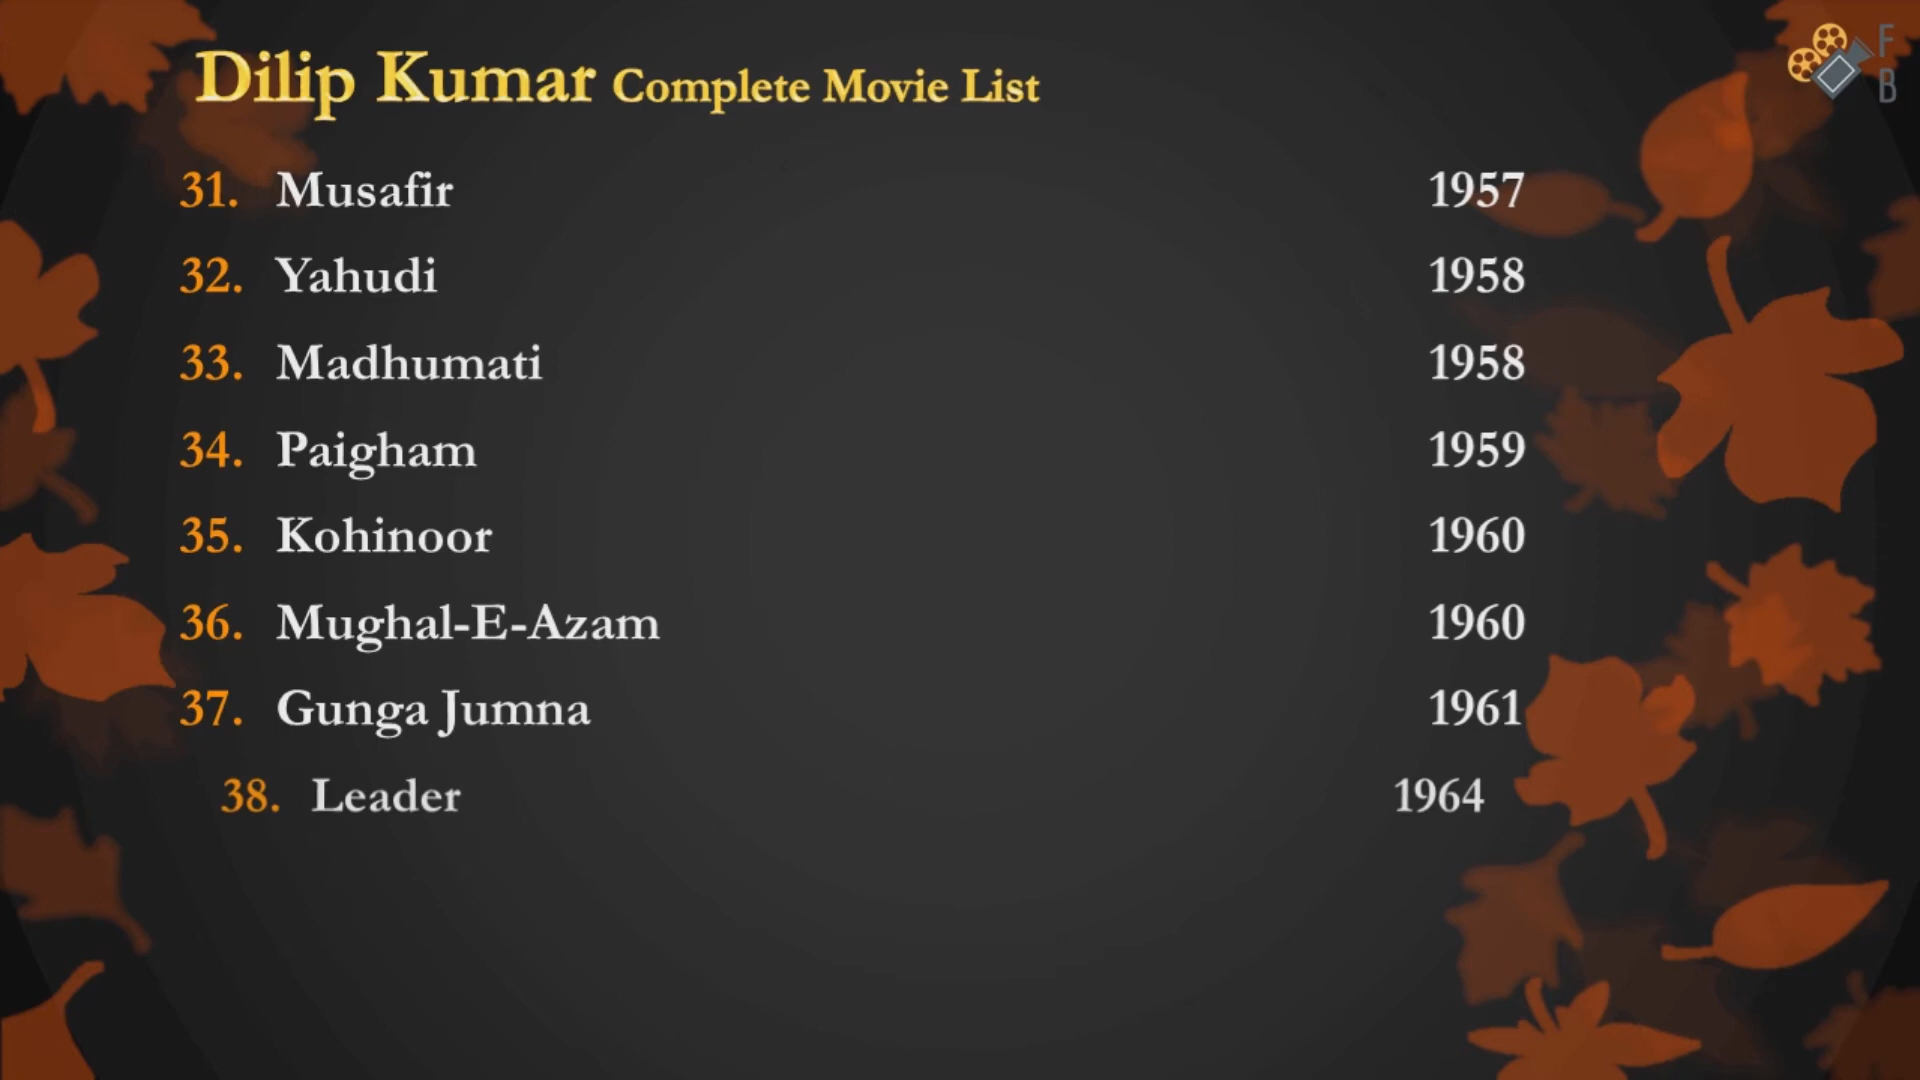 Dilip Kumar Complete Movie List
F
B
31. Musafir 1957
32. Yahudi 1958
33. Madhumati 1958
34. Paigham 1959
35. Kohinoor 1960
36. Mughal-E-Azam 1960
37. Gunga Jumna 1961
38. Leader 1964